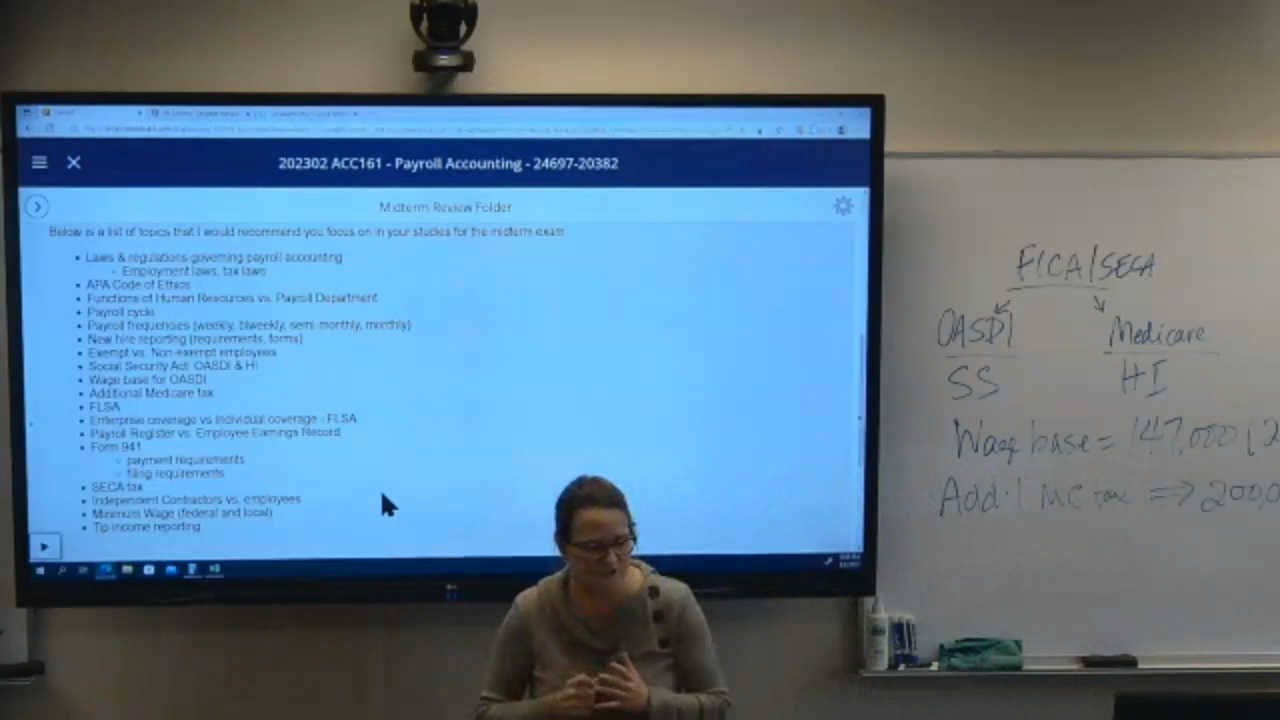 202302 ACC161 - Payroll Accounting - 24697-20382
Midterm Review Folder
Below is a list of topics that I would recommend you focus on in your studies for the midterm exam
• Laws & regulations governing payroll accounting
◦ Employment laws, tax laws
• APA Code of Ethics
• Functions of Human Resources vs. Payroll Department
• Payroll cycle
• Payroll frequencies (weekly, biweekly, semi monthly, monthly)
• New hire reporting (requirements, forms)
• Exempt vs. Non-exempt employees
• Social Security Act: OASDI & HI
• Wage base for OASDI
• Additional Medicare tax
• FLSA
• Enterprise coverage vs Individual coverage - FLSA
• Payroll Register vs. Employee Earnings Record
• Form 941
◦ payment requirements
◦ filing requirements
• SECA tax
• Independent Contractors vs. employees
• Minimum Wage (federal and local)
• Tip income reporting
FICA/SECA
OASDI Medicare
SS HI
Wage base = 147,000 (2
Add'l MC tax ⇒ 200,0